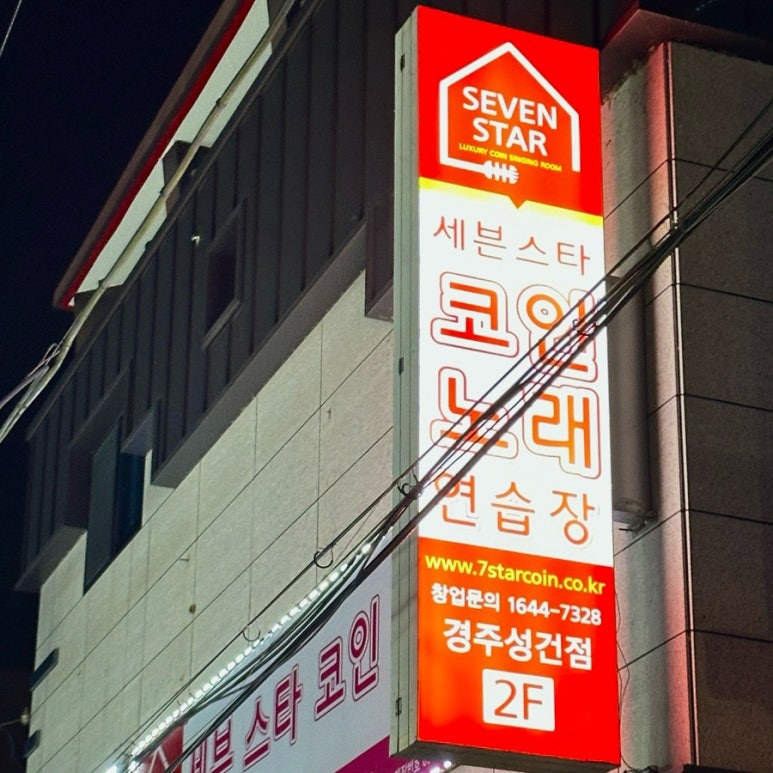 SEVEN
STAR
LUXURY COIN SINGING ROOM
세븐스타
코인
노래
연습장
www.7starcoin.co.kr
창업문의 1644-7328
경주성건점
2F
세븐스타 코인